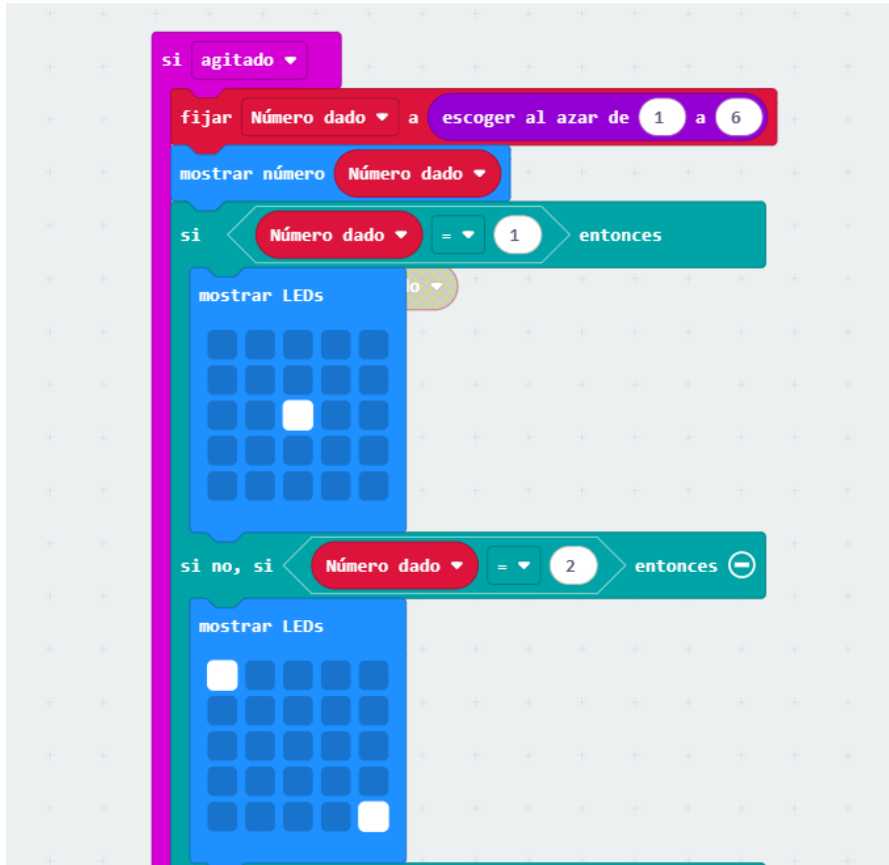 si agitado
fijar Número dado a escoger al azar de 1 a 6
mostrar número Número dado
si Número dado = 1 entonces
mostrar LEDs
si no, si Número dado = 2 entonces
mostrar LEDs